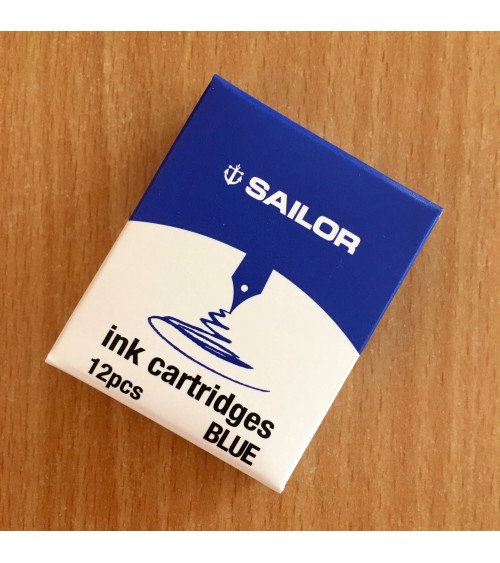 SAILOR
ink cartridges
12pcs
BLUE